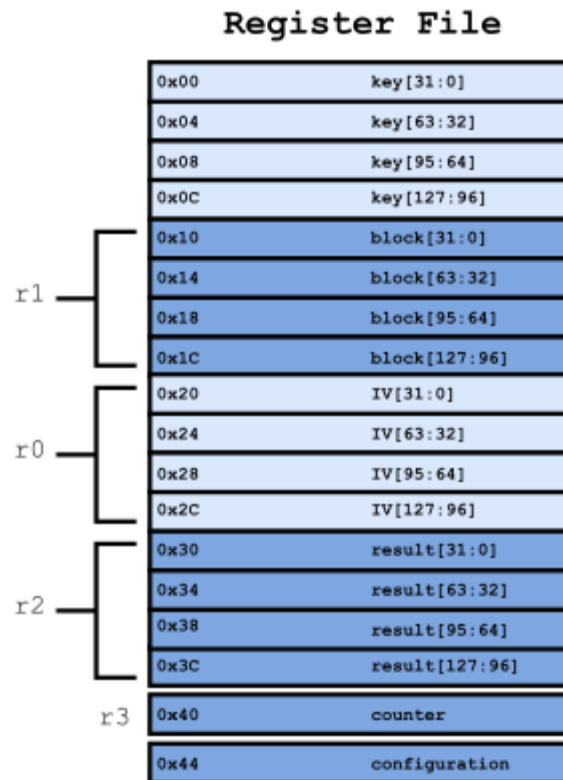 Register File
0x00 key[31:0]
0x04 key[63:32]
0x08 key[95:64]
0x0C key[127:96]
0x10 block[31:0]
0x14 block[63:32]
r1
0x18 block[95:64]
0x1C block[127:96]
0x20 IV[31:0]
0x24 IV[63:32]
r0
0x28 IV[95:64]
0x2C IV[127:96]
0x30 result[31:0]
0x34 result[63:32]
r2
0x38 result[95:64]
0x3C result[127:96]
r3 0x40 counter
0x44 configuration